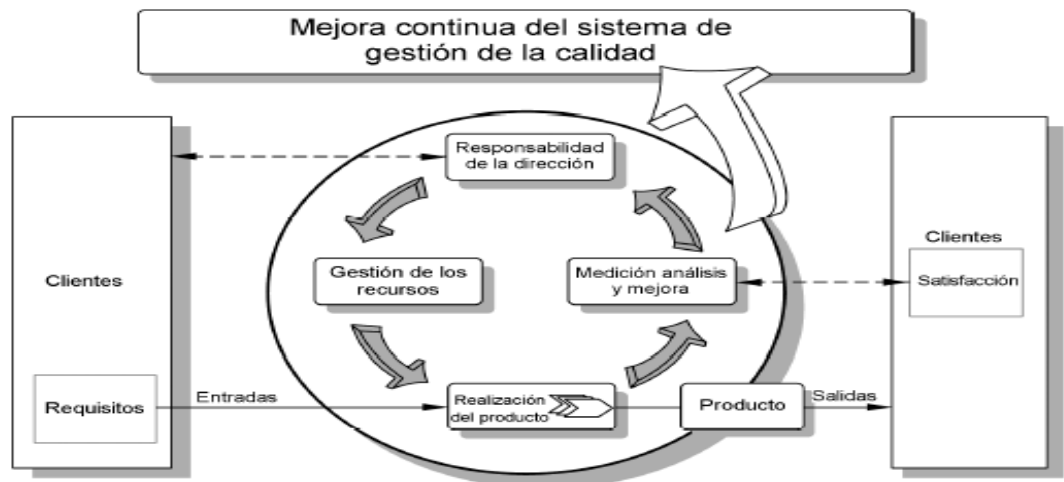 Mejora continua del sistema de
gestión de la calidad
Responsabilidad
de la dirección
Clientes
Gestión de los
recursos
Medición análisis
y mejora
Clientes
Satisfacción
Requisitos
Entradas
Realización
del producto
Producto
Salidas